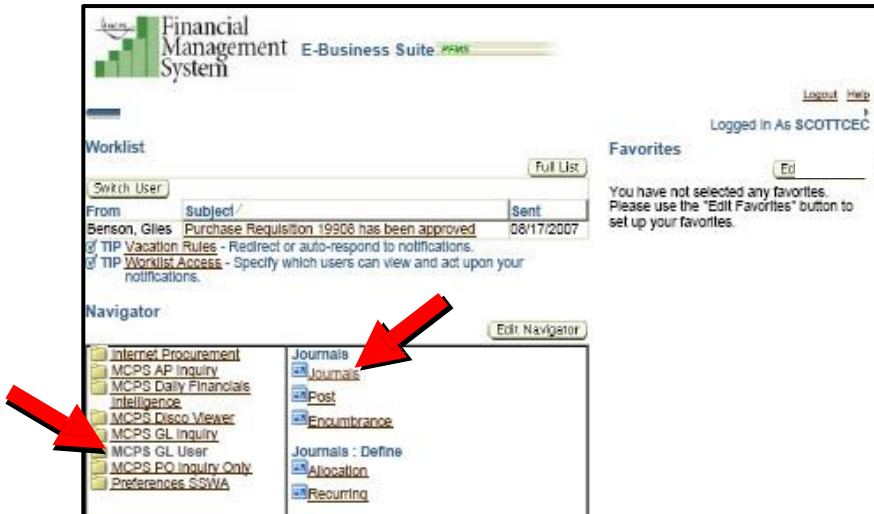 Financial
Management E-Business Suite PFMS
System
Logout Help
Logged In As SCOTTCEC
Worklist
Favorites
Full List
Ed
Switch User
You have not selected any favorites.
Please use the "Edit Favorites" button to
set up your favorites.
From Subject Sent
Benson, Giles Purchase Requisition 19908 has been approved 08/17/2007
TIP Vacation Rules - Redirect or auto-respond to notifications.
TIP Worklist Access - Specify which users can view and act upon your
notifications.
Navigator
Edit Navigator
Internet Procurement
MCPS AP Inquiry
MCPS Daily Financials
Intelligence
MCPS Disco Viewer
MCPS GL Inquiry
MCPS GL User
MCPS PO Inquiry Only
Preferences SSWA
Journals
Journals
Post
Encumbrance
Journals : Define
Allocation
Recurring